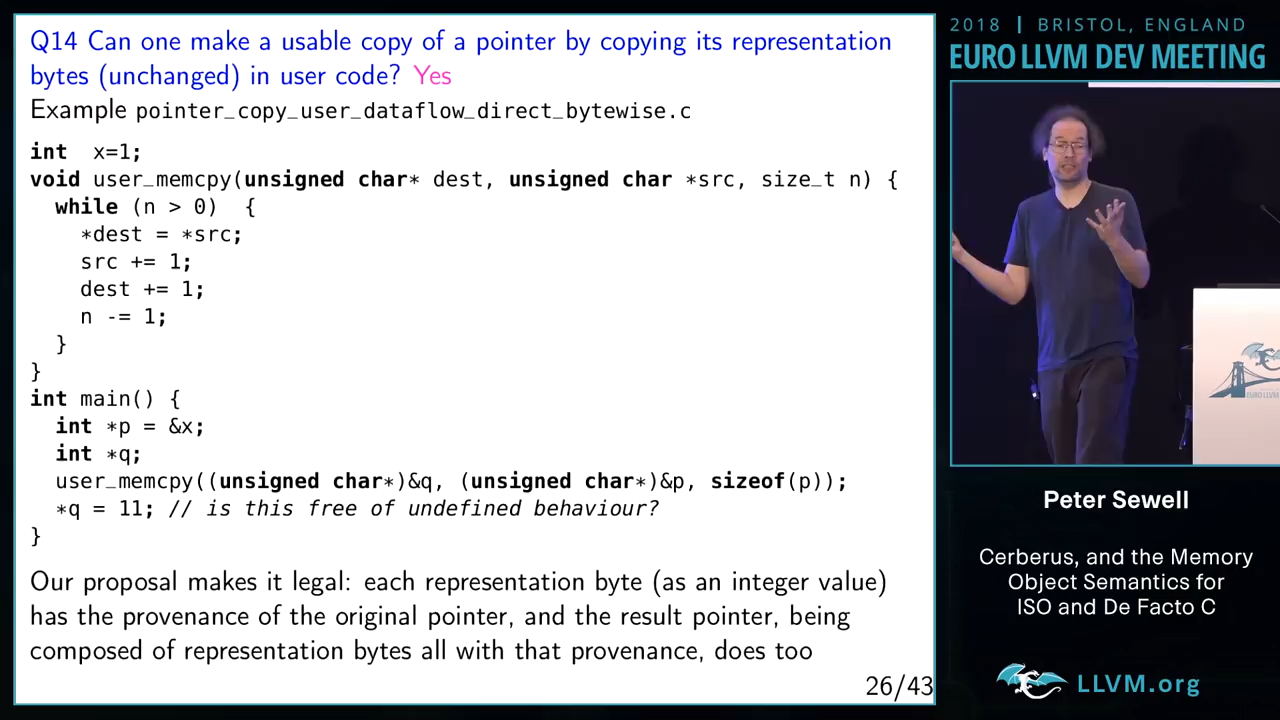 Q14 Can one make a usable copy of a pointer by copying its representation
bytes (unchanged) in user code? Yes
Example pointer_copy_user_dataflow_direct_bytewise.c
int  x=1;
void user_memcpy(unsigned char* dest, unsigned char *src, size_t n) {
  while (n > 0)  {
    *dest = *src;
    src += 1;
    dest += 1;
    n -= 1;
  }
}
int main() {
  int *p = &x;
  int *q;
  user_memcpy((unsigned char*)&q, (unsigned char*)&p, sizeof(p));
  *q = 11; // is this free of undefined behaviour?
}
Our proposal makes it legal: each representation byte (as an integer value)
has the provenance of the original pointer, and the result pointer, being
composed of representation bytes all with that provenance, does too
26/43
2018 | BRISTOL, ENGLAND
EURO LLVM DEV MEETING
EURO LLVM
Peter Sewell
Cerberus, and the Memory
Object Semantics for
ISO and De Facto C
LLVM.org